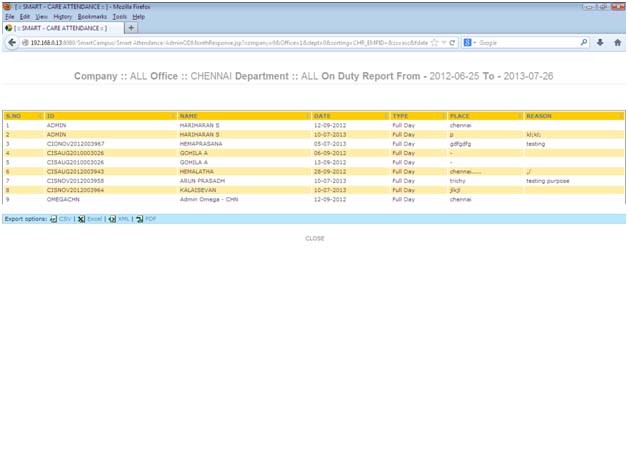 [ :: SMART - CARE ATTENDANCE :: ] - Mozilla Firefox
File Edit View History Bookmarks Tools Help
[ :: SMART - CARE ATTENDANCE :: ] +
192.168.0.13:8080/SmartCampus/Smart Attendance/AdminODMonthResponse.jsp?company=0&Office=1&dept=0&sorting=CHR_EMPID&xs=asc&fdate Google
Company :: ALL Office :: CHENNAI Department :: ALL On Duty Report From - 2012-06-25 To - 2013-07-26
S.NO ID NAME DATE TYPE PLACE REASON
1 ADMIN HARIHARAN S 12-09-2012 Full Day chennai
2 ADMIN HARIHARAN S 10-07-2013 Full Day p kl;kl;
3 CIONOV2012003967 HEMAPRASANA 05-07-2013 Full Day gdfgdfg testing
4 CISAUG2010003026 GOHILA A 06-09-2012 Full Day -
5 CISAUG2010003026 GOHILA A 13-09-2012 Full Day -
6 CISAUG2012003943 HEMALATHA 28-09-2012 Full Day chennai..... ,/
7 CISNOV2012003958 ARUN PRASADH 10-07-2013 Full Day trichy testing purpose
8 CISNOV2012003964 KALAISEVAN 10-07-2013 Full Day jlkjl
9 OMEGACHN Admin Omega - CHN 12-09-2012 Full Day chennai
Export options: CSV | Excel | XML | PDF
CLOSE